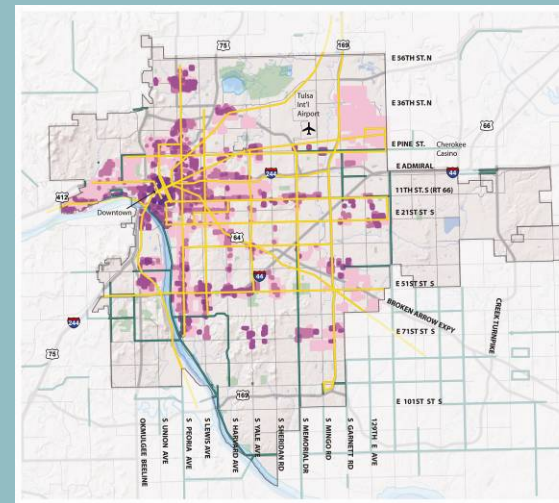 75
169
E 56TH ST. N
Tulsa
Int'l
Airport
E 36TH ST. N
66
E PINE ST.
Cherokee
Casino
E ADMIRAL
44
244
11TH ST. S (RT 66)
412
Downtown
E 21ST ST S
64
44
E 51ST ST S
BROKEN ARROW EXPY
CREEK TURNPIKE
244
E 71ST ST S
75
169
E 101ST ST S
OKMULGEE BEELINE
S UNION AVE
S PEORIA AVE
S LEWIS AVE
S HARVARD AVE
S YALE AVE
S SHERIDAN RD
S MEMORIAL DR
S MINGO RD
S GARNETT RD
129TH E AVE